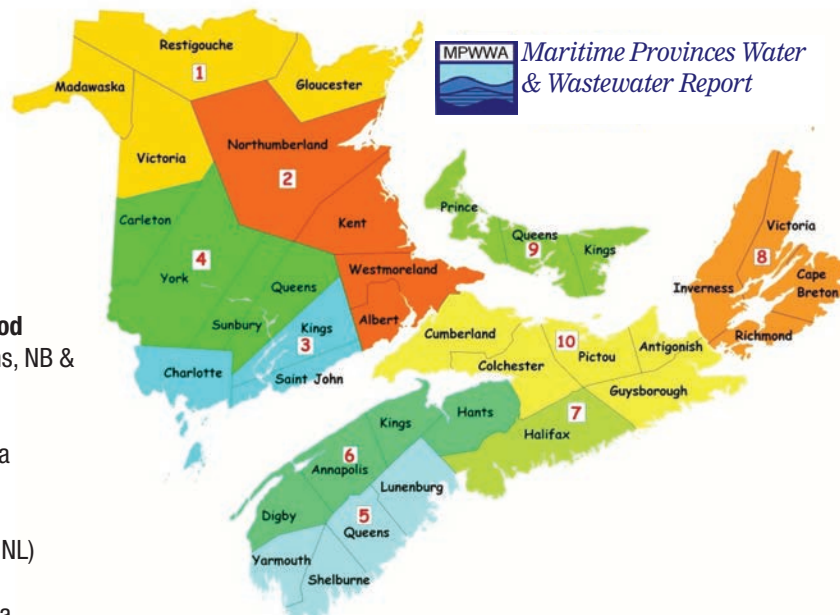 MPWWA
Maritime Provinces Water
& Wastewater Report
Restigouche
1
Madawaska
Gloucester
Victoria
Northumberland
2
Kent
Carleton
4
York
Queens
Sunbury
Westmoreland
Albert
Kings
3
Charlotte
Saint John
Prince
Queens
9
Kings
Victoria
8
Inverness
Cape
Breton
Richmond
Cumberland
10
Colchester
Pictou
Antigonish
Guysborough
7
Halifax
Hants
Kings
6
Annapolis
Digby
Lunenburg
5
Queens
Yarmouth
Shelburne
od
ns, NB &
a
NL)
a